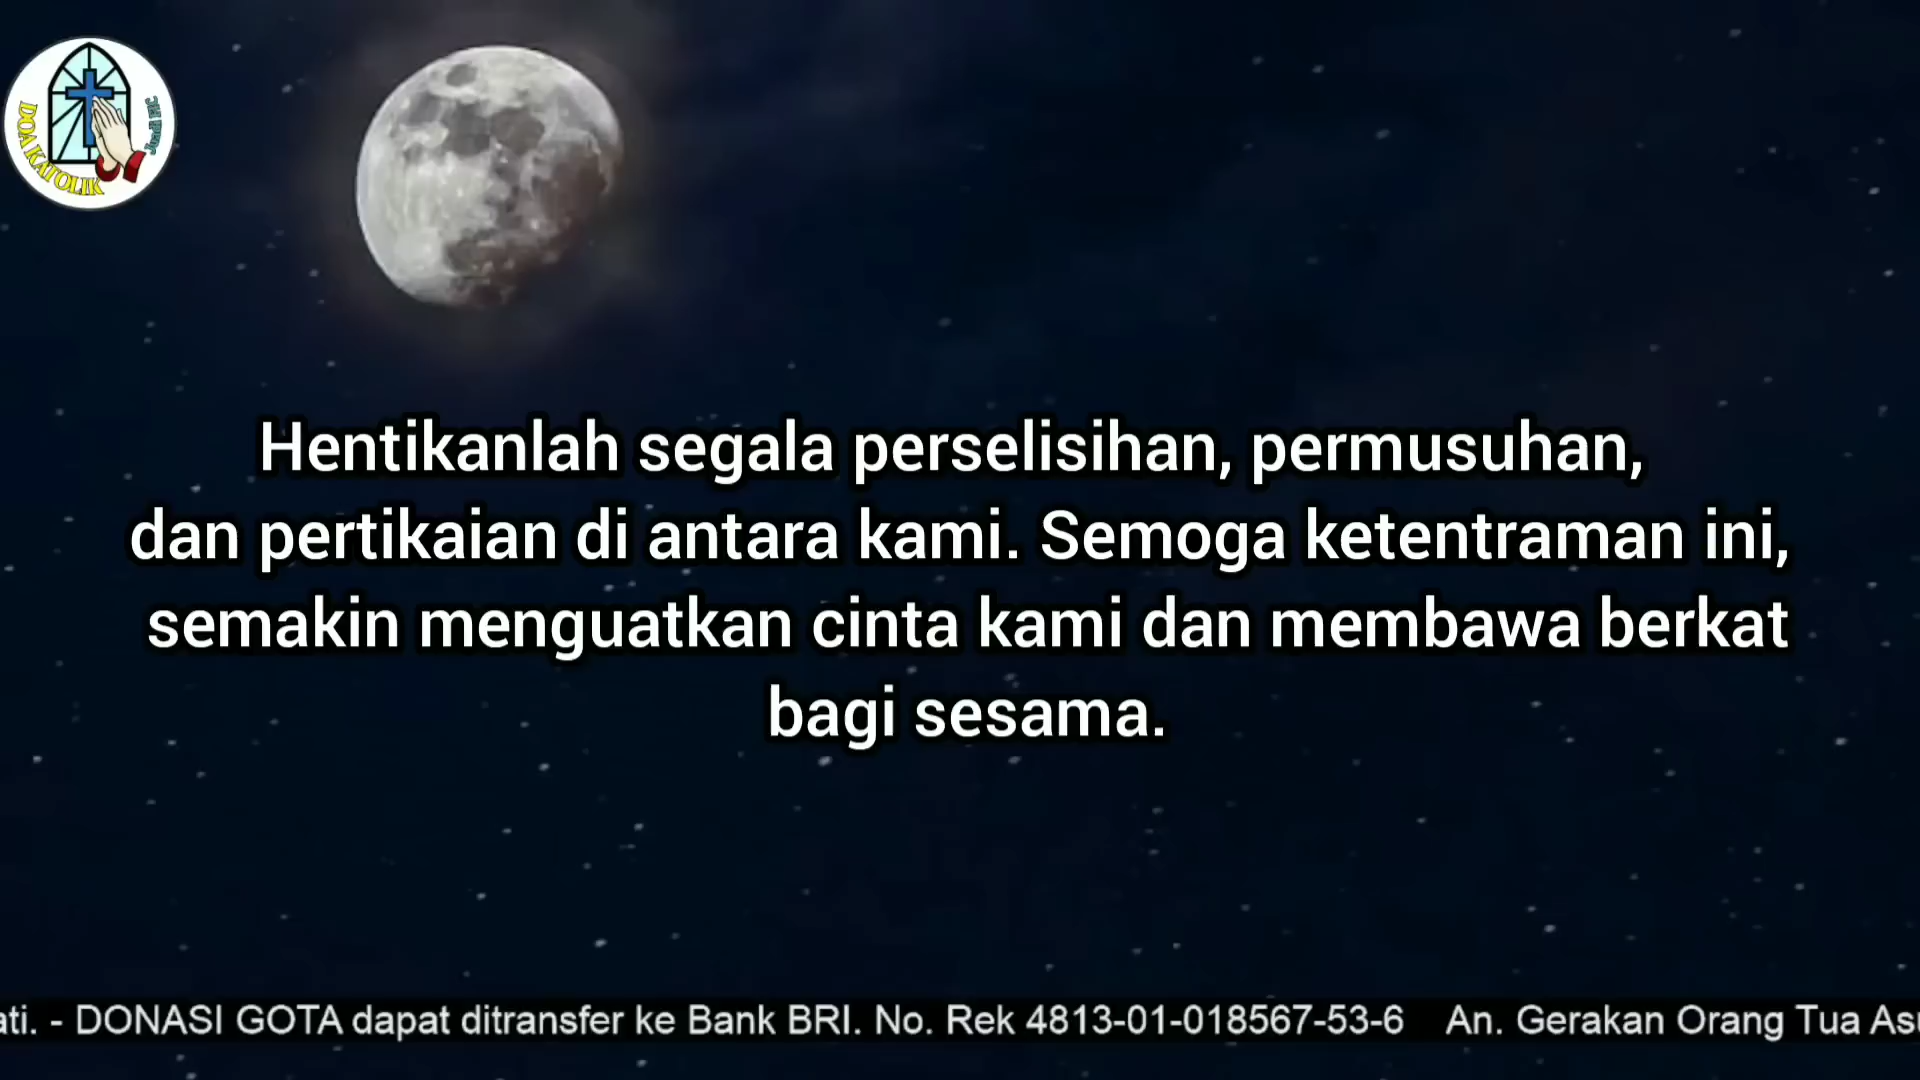 DOA KATOLIK
Hentikanlah segala perselisihan, permusuhan,
dan pertikaian di antara kami. Semoga ketentraman ini,
semakin menguatkan cinta kami dan membawa berkat
bagi sesama.
ati. - DONASI GOTA dapat ditransfer ke Bank BRI. No. Rek 4813-01-018567-53-6 An. Gerakan Orang Tua Asu